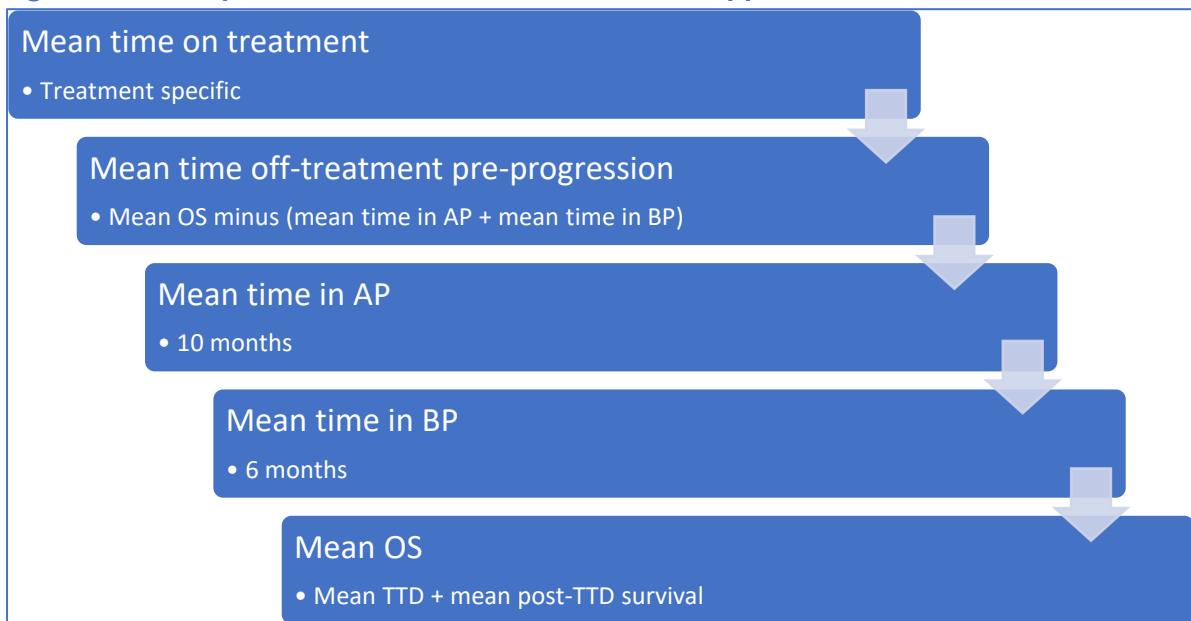 Mean time on treatment
• Treatment specific
Mean time off-treatment pre-progression
• Mean OS minus (mean time in AP + mean time in BP)
Mean time in AP
• 10 months
Mean time in BP
• 6 months
Mean OS
• Mean TTD + mean post-TTD survival